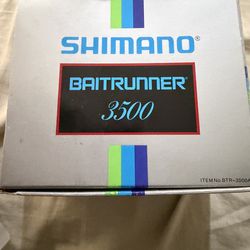 SHIMANO®
BAITRUNNER®
3500
ITEM No. BTR-3500A